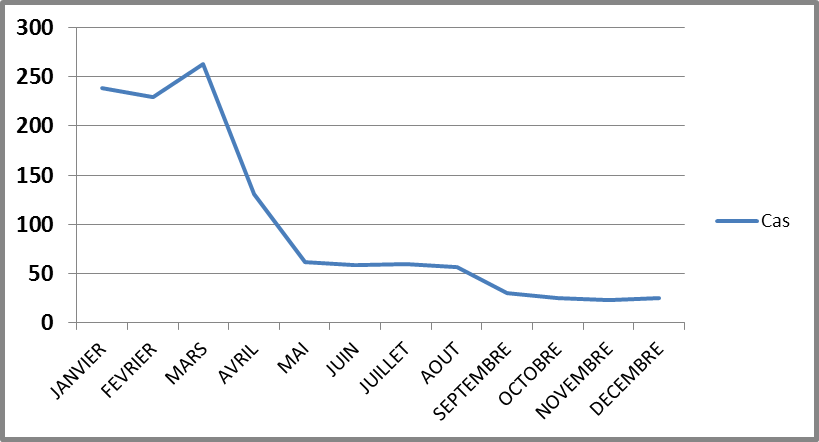 300
250
200
150
100
50
0
JANVIER
FEVRIER
MARS
AVRIL
MAI
JUIN
JUILLET
AOUT
SEPTEMBRE
OCTOBRE
NOVEMBRE
DECEMBRE
Cas